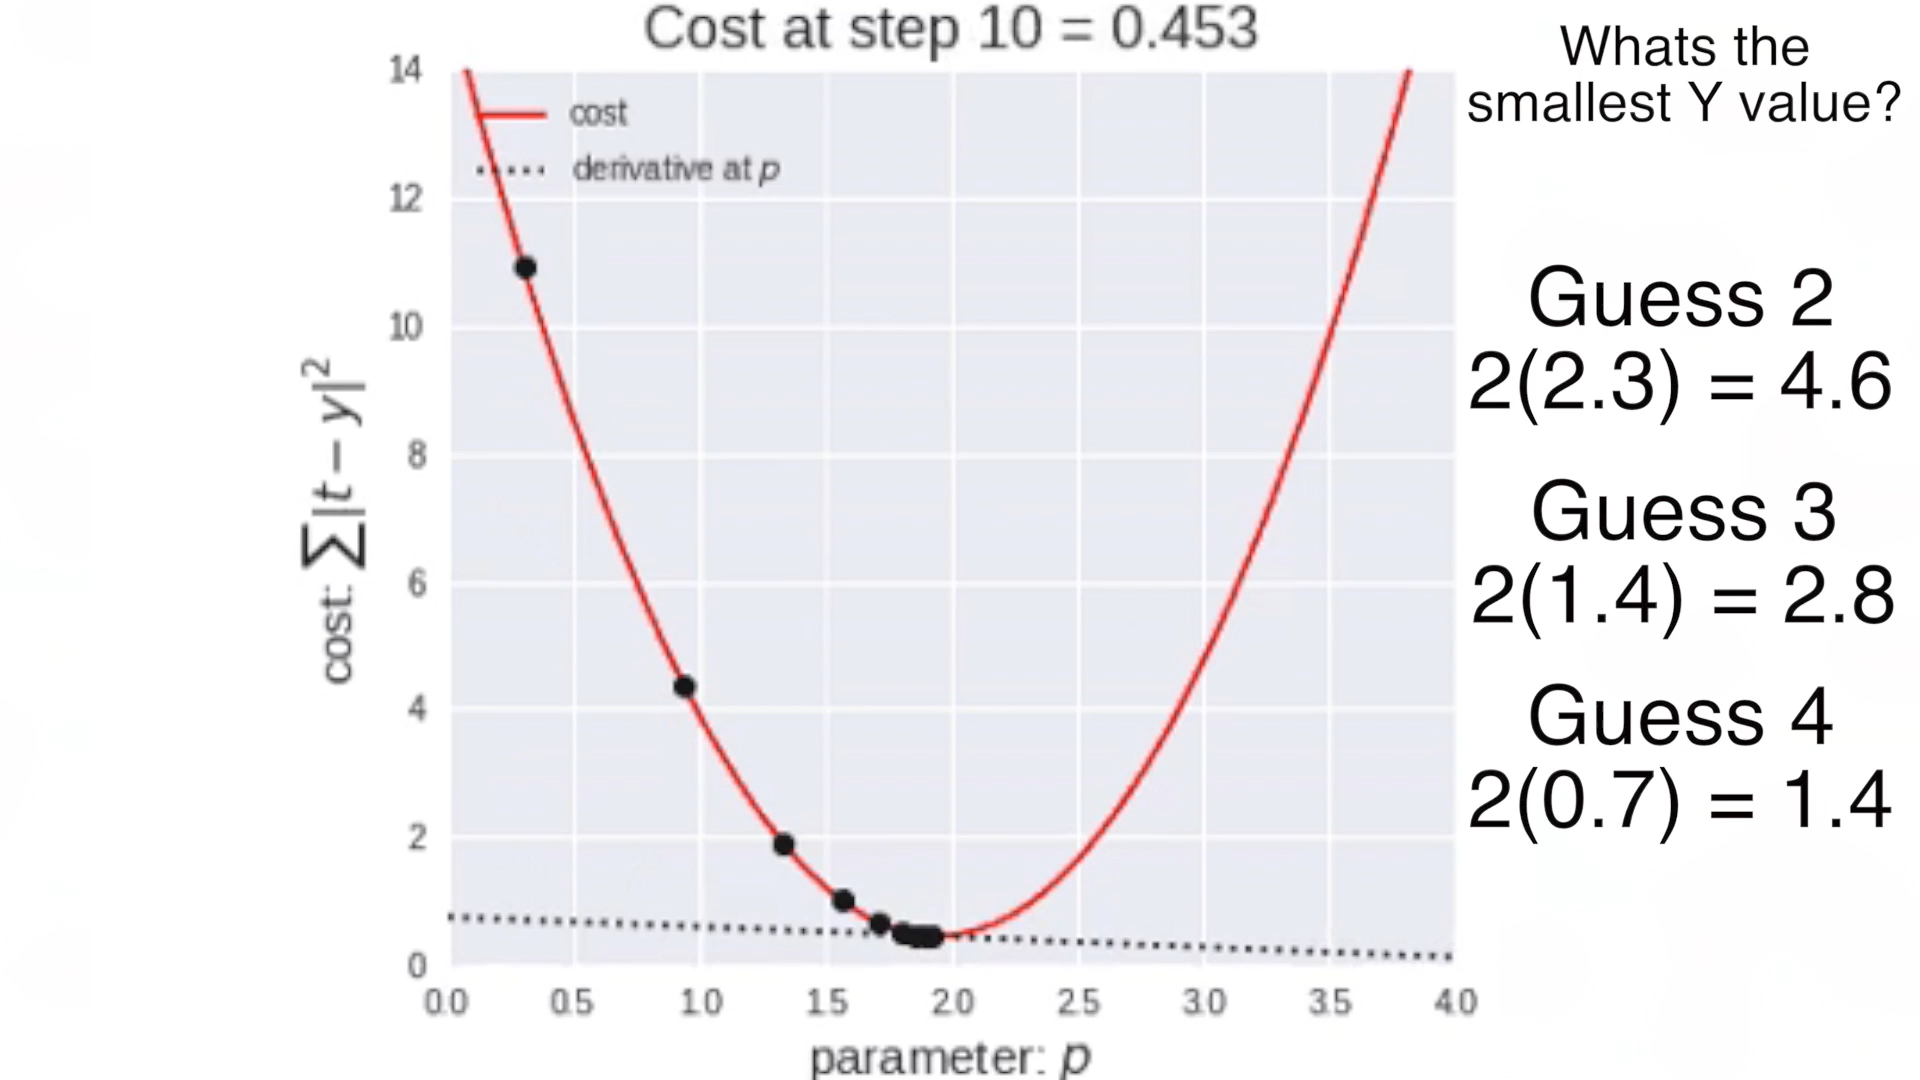 Cost at step 10 = 0.453
Whats the
smallest Y value?
14
12
10
8
6
4
2
0
cost: ∑|t − y|²
cost
derivative at p
0.0 0.5 1.0 1.5 2.0 2.5 3.0 3.5 4.0
parameter: p
Guess 2
2(2.3) = 4.6
Guess 3
2(1.4) = 2.8
Guess 4
2(0.7) = 1.4